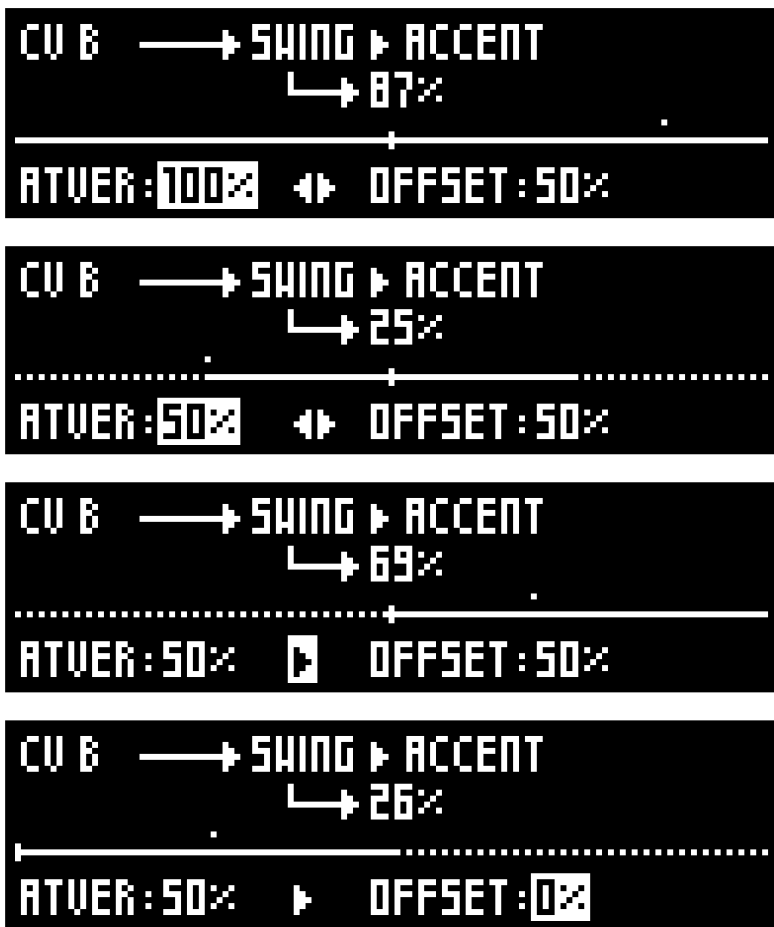 CV B SWING ACCENT
87%
ATVER:100% OFFSET:50%
CV B SWING ACCENT
25%
ATVER:50% OFFSET:50%
CV B SWING ACCENT
69%
ATVER:50% OFFSET:50%
CV B SWING ACCENT
26%
ATVER:50% OFFSET:0%